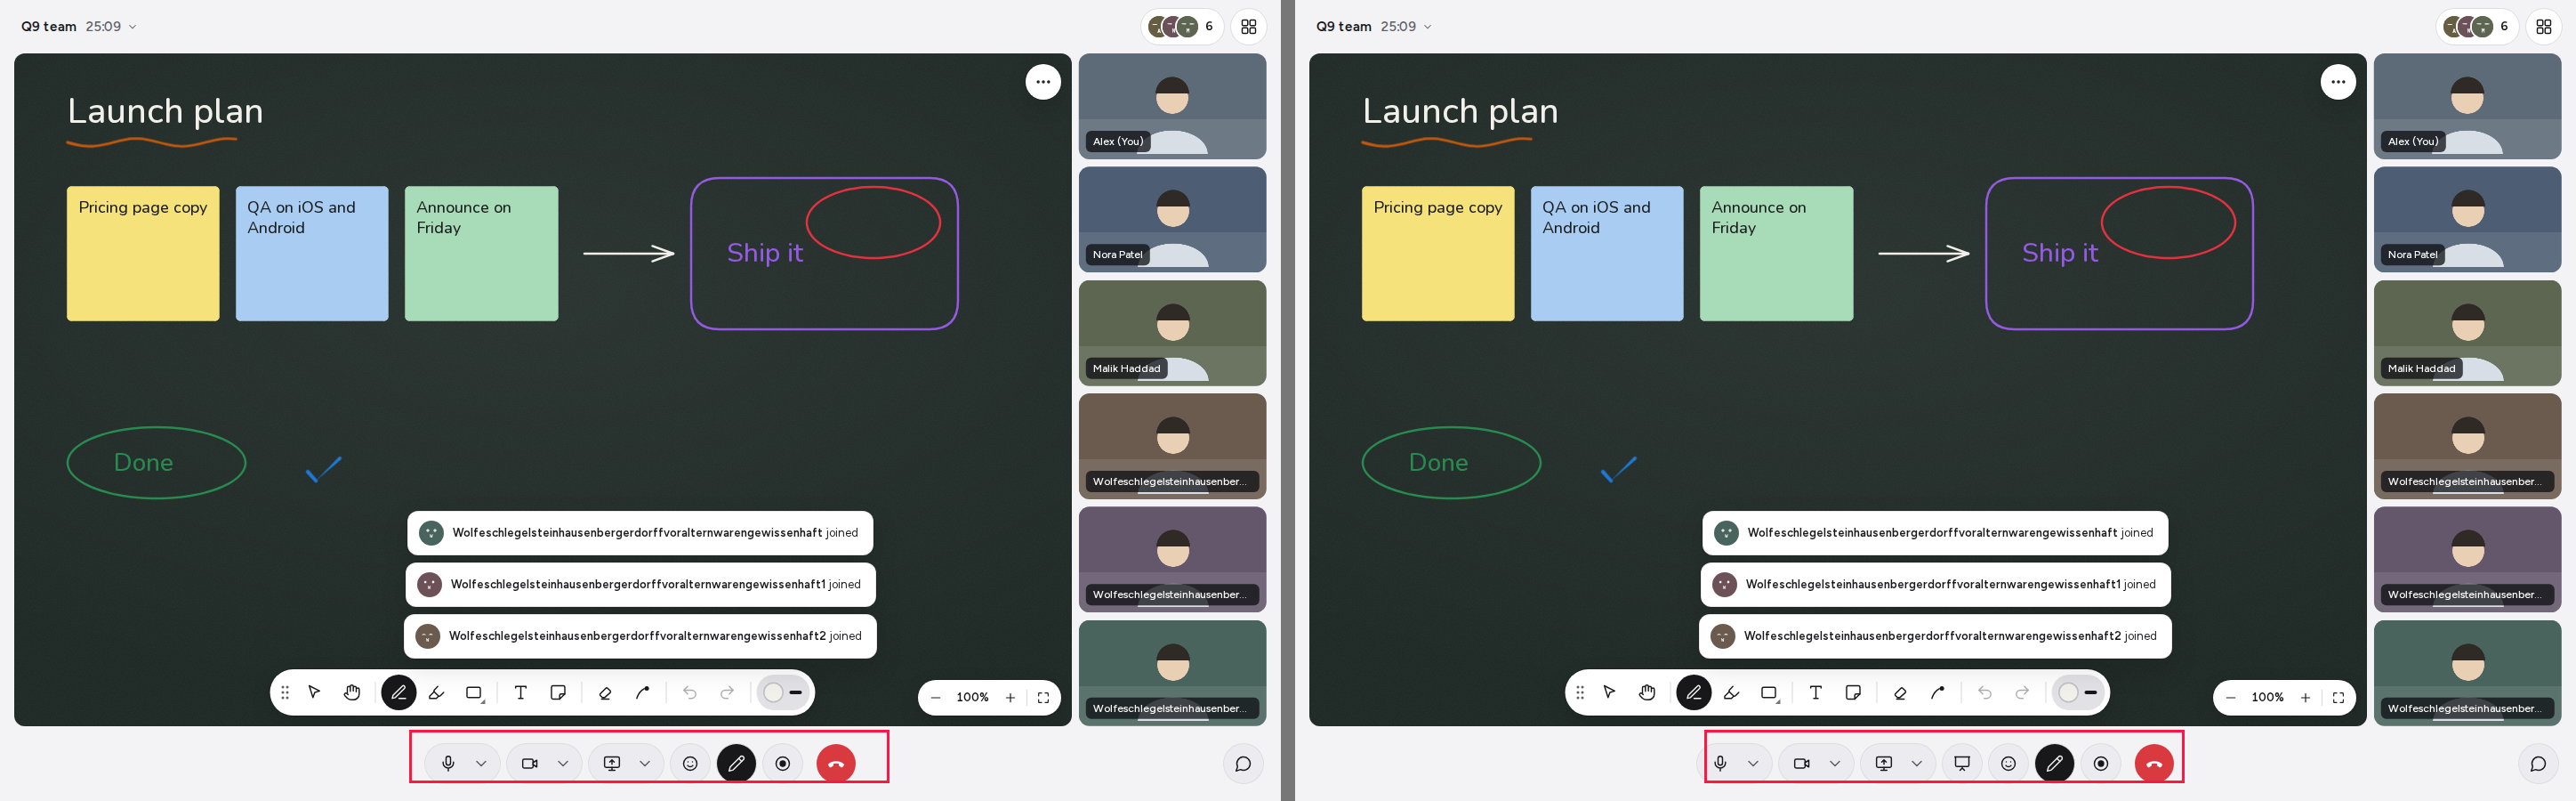 Q9 team 25:09
6
Launch plan
Pricing page copy
QA on iOS and
Android
Announce on
Friday
Ship it
Done
Alex (You)
Nora Patel
Malik Haddad
Wolfeschlegelsteinhausenber...
Wolfeschlegelsteinhausenber...
Wolfeschlegelsteinhausenber...
Wolfeschlegelsteinhausenbergerdorffvoralternwarengewissenhaft joined
Wolfeschlegelsteinhausenbergerdorffvoralternwarengewissenhaft1 joined
Wolfeschlegelsteinhausenbergerdorffvoralternwarengewissenhaft2 joined
T
100%
Q9 team 25:09
6
Launch plan
Pricing page copy
QA on iOS and
Android
Announce on
Friday
Ship it
Done
Alex (You)
Nora Patel
Malik Haddad
Wolfeschlegelsteinhausenber...
Wolfeschlegelsteinhausenber...
Wolfeschlegelsteinhausenber...
Wolfeschlegelsteinhausenbergerdorffvoralternwarengewissenhaft joined
Wolfeschlegelsteinhausenbergerdorffvoralternwarengewissenhaft1 joined
Wolfeschlegelsteinhausenbergerdorffvoralternwarengewissenhaft2 joined
T
100%